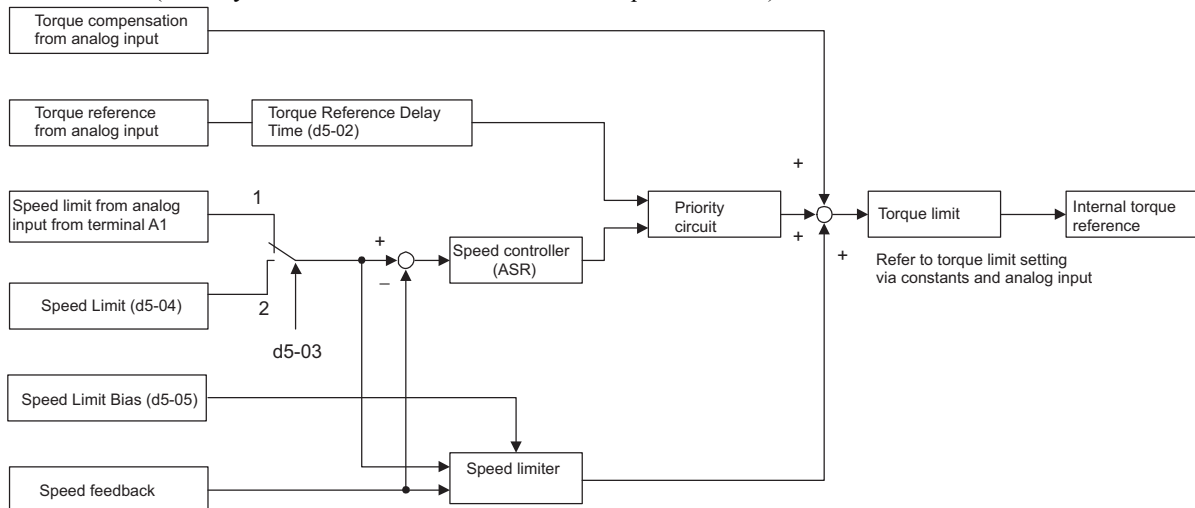 Torque compensation
from analog input
Torque reference
from analog input
Torque Reference Delay
Time (d5-02)
Speed limit from analog
input from terminal A1
1
Speed Limit (d5-04)
2
d5-03
+
−
Speed controller
(ASR)
Priority
circuit
+
+
+
Torque limit
Internal torque
reference
Refer to torque limit setting
via constants and analog input
Speed Limit Bias (d5-05)
Speed feedback
Speed limiter